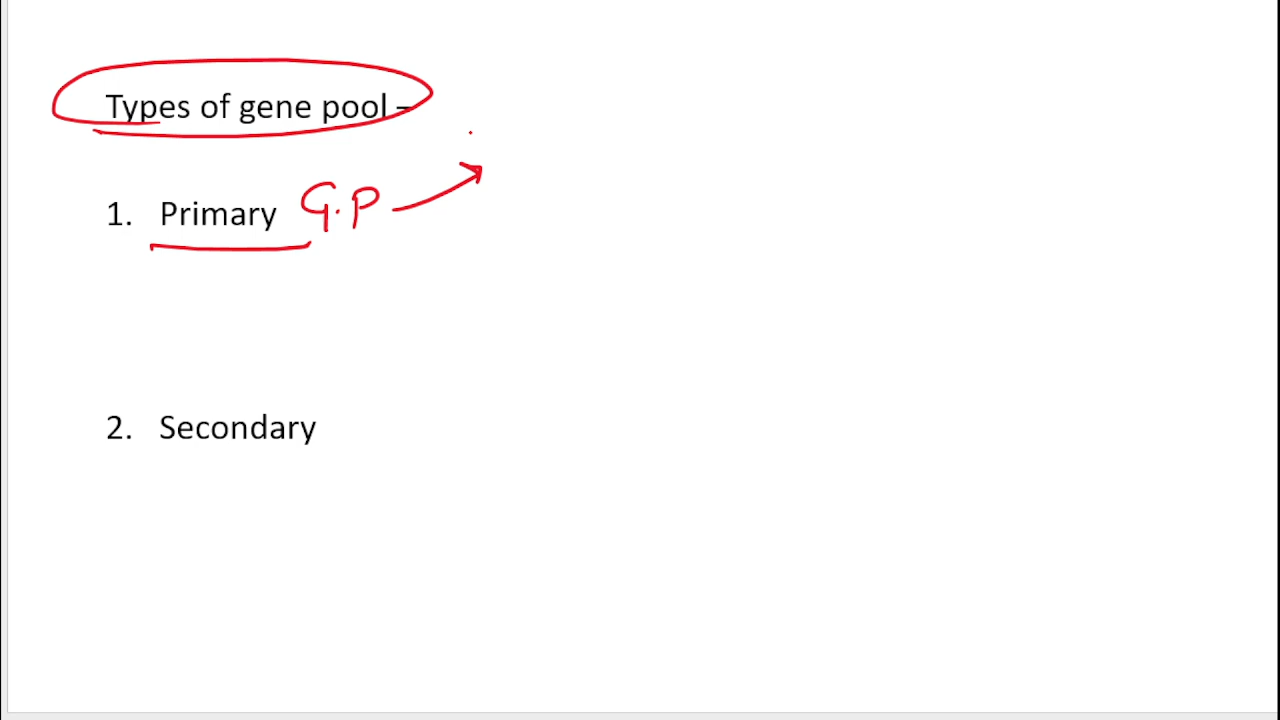 Types of gene pool –
1. Primary G.P
2. Secondary